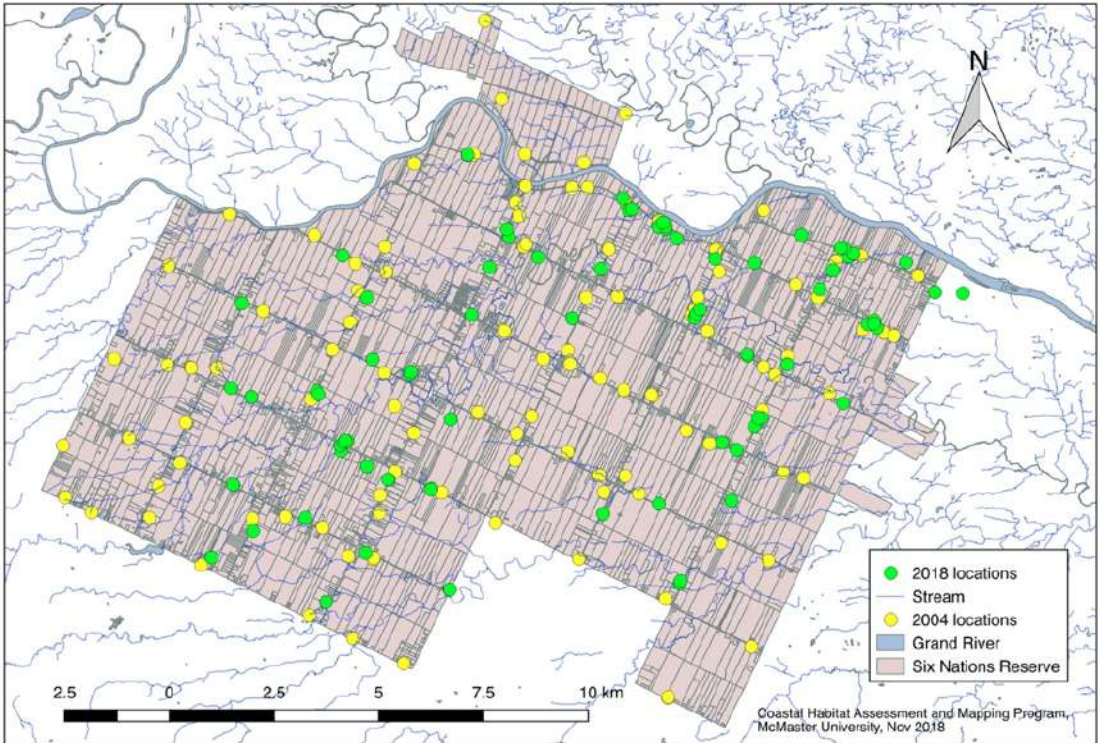 N
2018 locations
Stream
2004 locations
Grand River
Six Nations Reserve
2.5 0 2.5 5 7.5 10 km
Coastal Habitat Assessment and Mapping Program,
McMaster University, Nov 2018